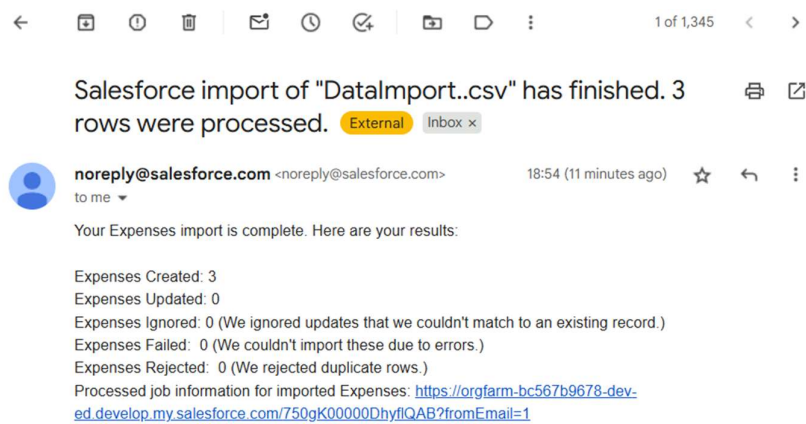 1 of 1,345
Salesforce import of "DataImport..csv" has finished. 3
rows were processed. External Inbox ×
noreply@salesforce.com <noreply@salesforce.com> 18:54 (11 minutes ago)
to me
Your Expenses import is complete. Here are your results:
Expenses Created: 3
Expenses Updated: 0
Expenses Ignored: 0 (We ignored updates that we couldn't match to an existing record.)
Expenses Failed: 0 (We couldn't import these due to errors.)
Expenses Rejected: 0 (We rejected duplicate rows.)
Processed job information for imported Expenses: https://orgfarm-bc567b9678-dev-
ed.develop.my.salesforce.com/750gK00000DhyflQAB?fromEmail=1